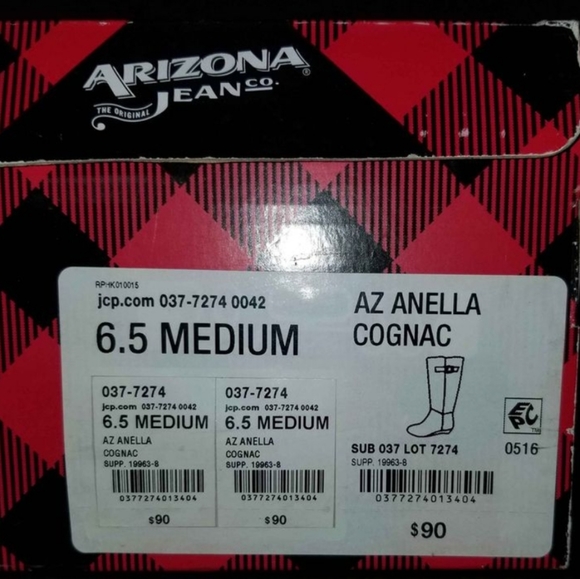 ARIZONA®
JEAN CO.
THE ORIGINAL
RPHK010015
jcp.com 037-7274 0042
6.5 MEDIUM
AZ ANELLA
COGNAC
037-7274
jcp.com 037-7274 0042
6.5 MEDIUM
AZ ANELLA
COGNAC
SUPP. 19963-8
0377274013404
$90
037-7274
jcp.com 037-7274 0042
6.5 MEDIUM
AZ ANELLA
COGNAC
SUPP. 19963-8
0377274013404
$90
EPC™
0516
SUB 037 LOT 7274
SUPP. 19963-8
0377274013404
$90